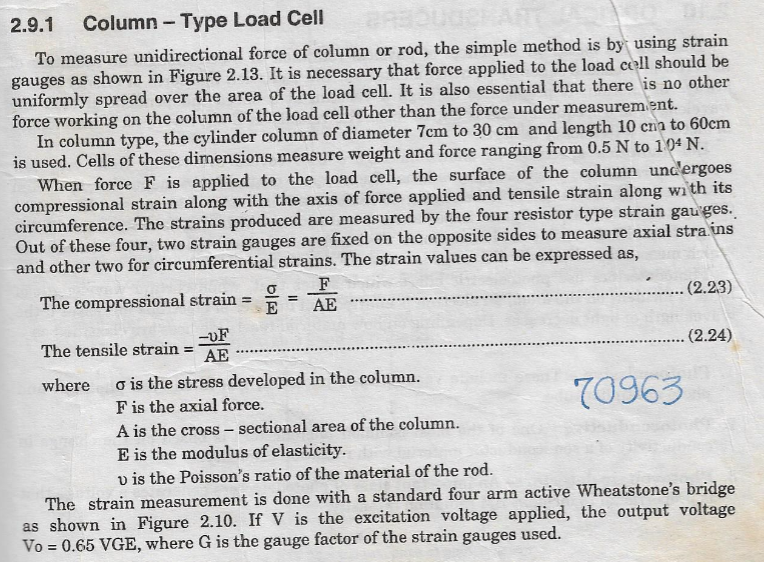 2.9.1 Column – Type Load Cell
To measure unidirectional force of column or rod, the simple method is by using strain
gauges as shown in Figure 2.13. It is necessary that force applied to the load cell should be
uniformly spread over the area of the load cell. It is also essential that there is no other
force working on the column of the load cell other than the force under measurement.
In column type, the cylinder column of diameter 7cm to 30 cm and length 10 cm to 60cm
is used. Cells of these dimensions measure weight and force ranging from 0.5 N to 10⁴ N.
When force F is applied to the load cell, the surface of the column undergoes
compressional strain along with the axis of force applied and tensile strain along with its
circumference. The strains produced are measured by the four resistor type strain gauges.
Out of these four, two strain gauges are fixed on the opposite sides to measure axial strains
and other two for circumferential strains. The strain values can be expressed as,
The compressional strain = σ/E = F/AE .......... (2.23)
The tensile strain = –υF/AE .......... (2.24)
where σ is the stress developed in the column.
F is the axial force.
70963
A is the cross – sectional area of the column.
E is the modulus of elasticity.
υ is the Poisson's ratio of the material of the rod.
The strain measurement is done with a standard four arm active Wheatstone's bridge
as shown in Figure 2.10. If V is the excitation voltage applied, the output voltage
Vo = 0.65 VGE, where G is the gauge factor of the strain gauges used.